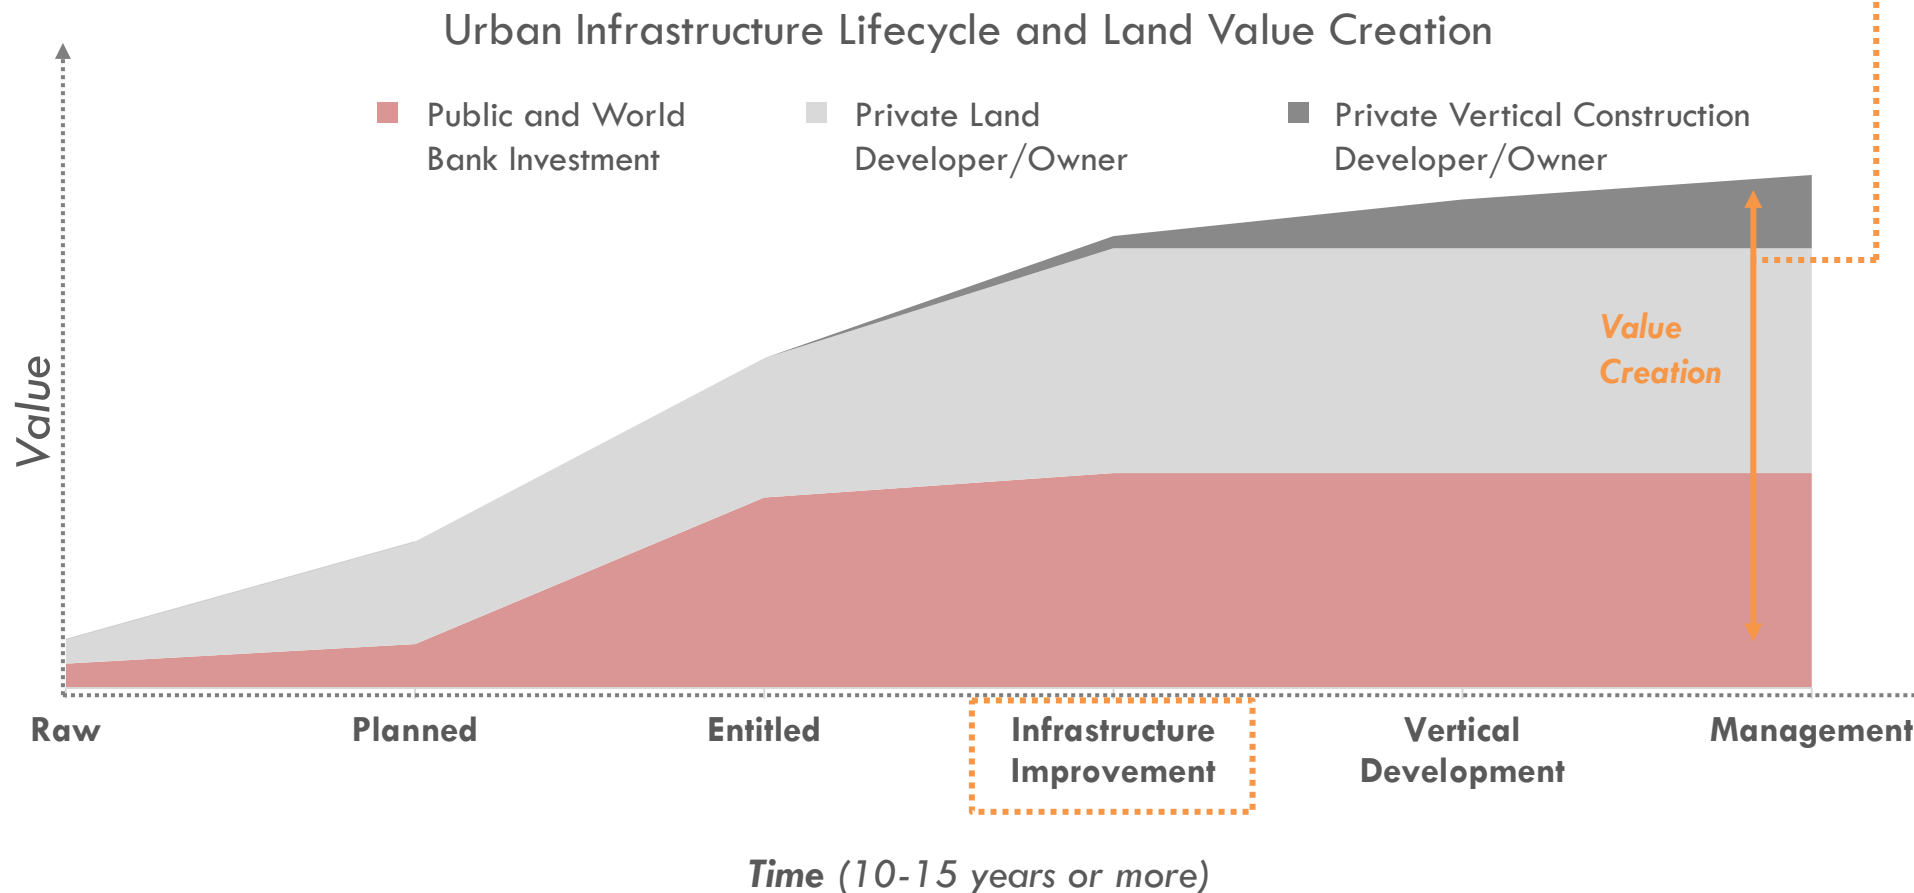 Urban Infrastructure Lifecycle and Land Value Creation
Public and World
Bank Investment
Private Land
Developer/Owner
Private Vertical Construction
Developer/Owner
Value
Value
Creation
Raw
Planned
Entitled
Infrastructure
Improvement
Vertical
Development
Management
Time (10-15 years or more)